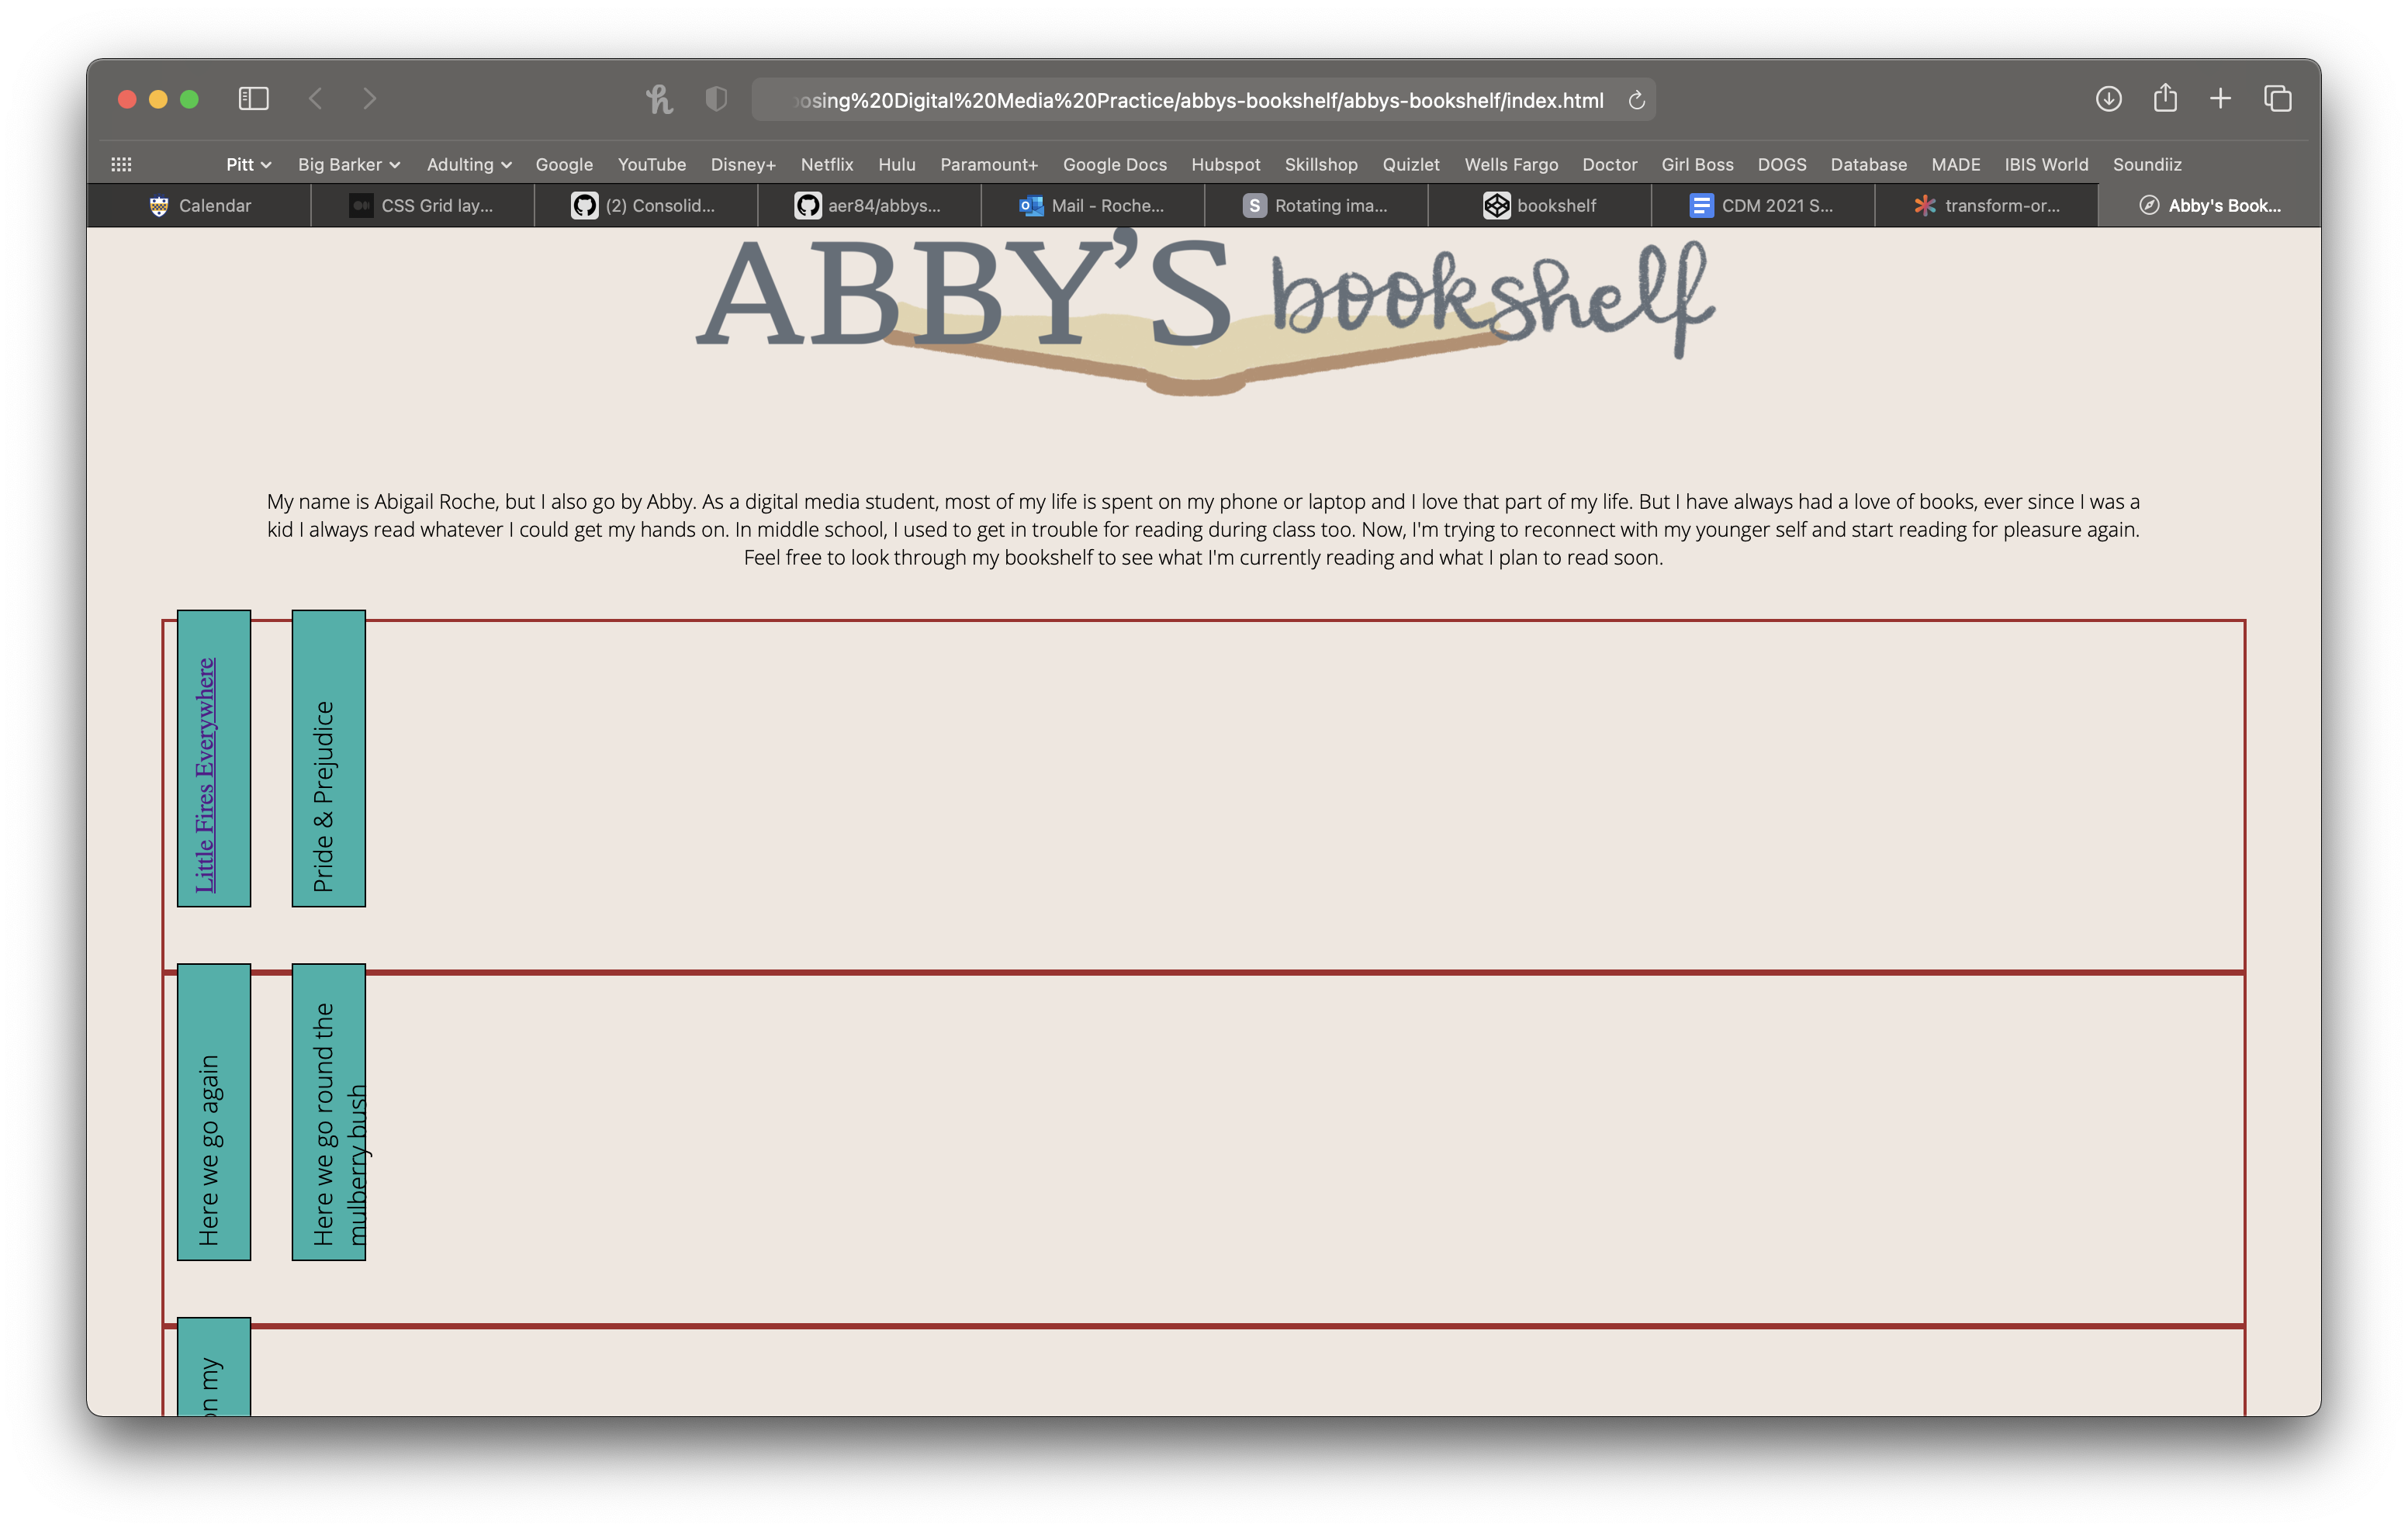 osing%20Digital%20Media%20Practice/abbys-bookshelf/abbys-bookshelf/index.html
Pitt Big Barker Adulting Google YouTube Disney+ Netflix Hulu Paramount+ Google Docs Hubspot Skillshop Quizlet Wells Fargo Doctor Girl Boss DOGS Database MADE IBIS World Soundiiz
Calendar CSS Grid lay... (2) Consolid... aer84/abbys... Mail - Roche... S Rotating ima... bookshelf CDM 2021 S... transform-or... Abby's Book...
ABBY'S bookshelf
My name is Abigail Roche, but I also go by Abby. As a digital media student, most of my life is spent on my phone or laptop and I love that part of my life. But I have always had a love of books, ever since I was a
kid I always read whatever I could get my hands on. In middle school, I used to get in trouble for reading during class too. Now, I'm trying to reconnect with my younger self and start reading for pleasure again.
Feel free to look through my bookshelf to see what I'm currently reading and what I plan to read soon.
Little Fires Everywhere
Pride & Prejudice
Here we go again
Here we go round the
mulberry bush
on my